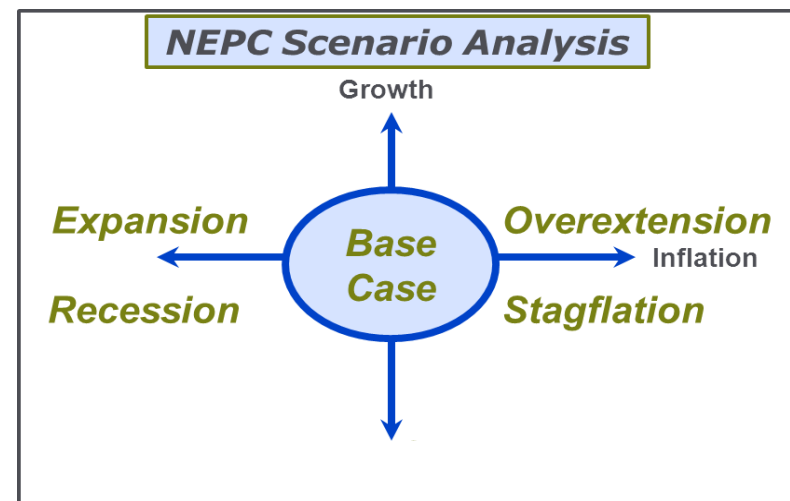 NEPC Scenario Analysis
Growth
Expansion
Overextension
Base
Case
Inflation
Recession
Stagflation